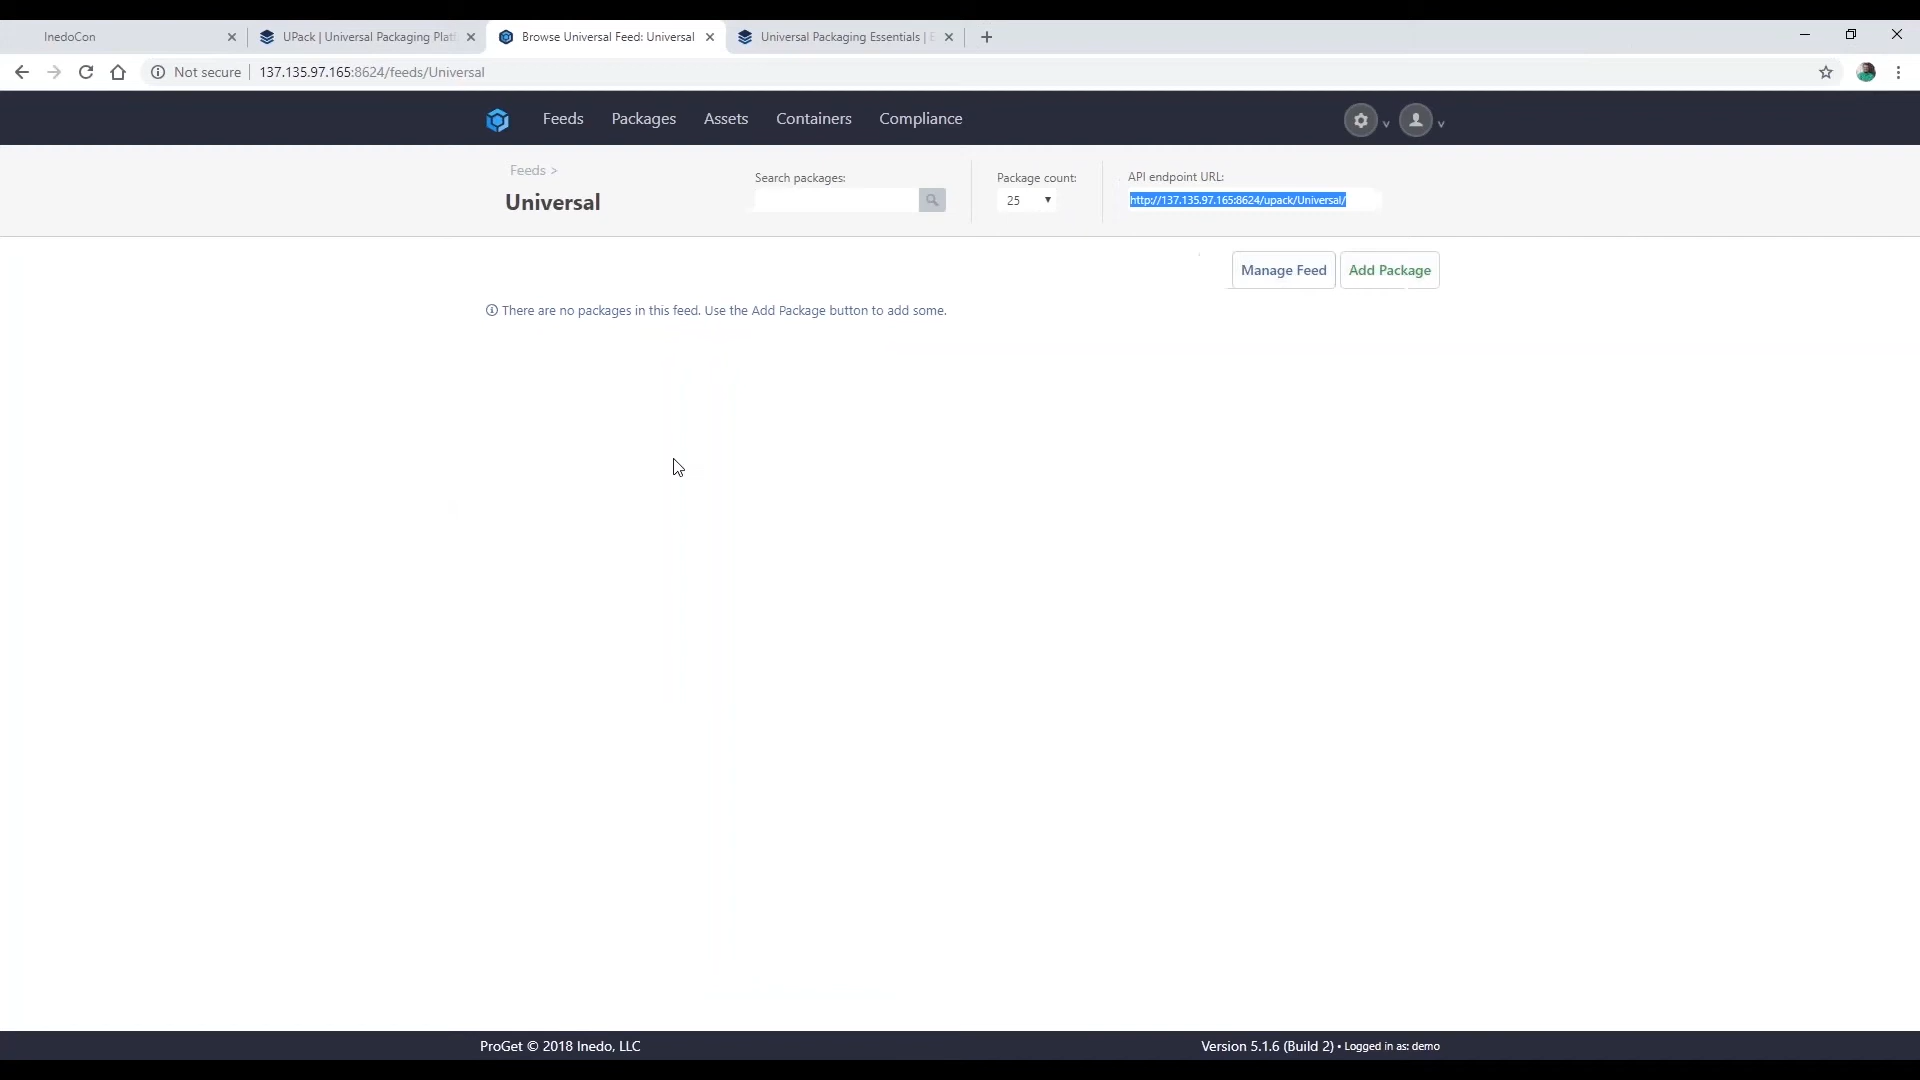 InedoCon
UPack | Universal Packaging Platf
Browse Universal Feed: Universal
Universal Packaging Essentials | E
Not secure
137.135.97.165:8624/feeds/Universal
Feeds
Packages
Assets
Containers
Compliance
Feeds >
Universal
Search packages:
Package count:
25
API endpoint URL:
http://137.135.97.165:8624/upack/Universal/
Manage Feed
Add Package
There are no packages in this feed. Use the Add Package button to add some.
ProGet © 2018 Inedo, LLC
Version 5.1.6 (Build 2) • Logged in as: demo